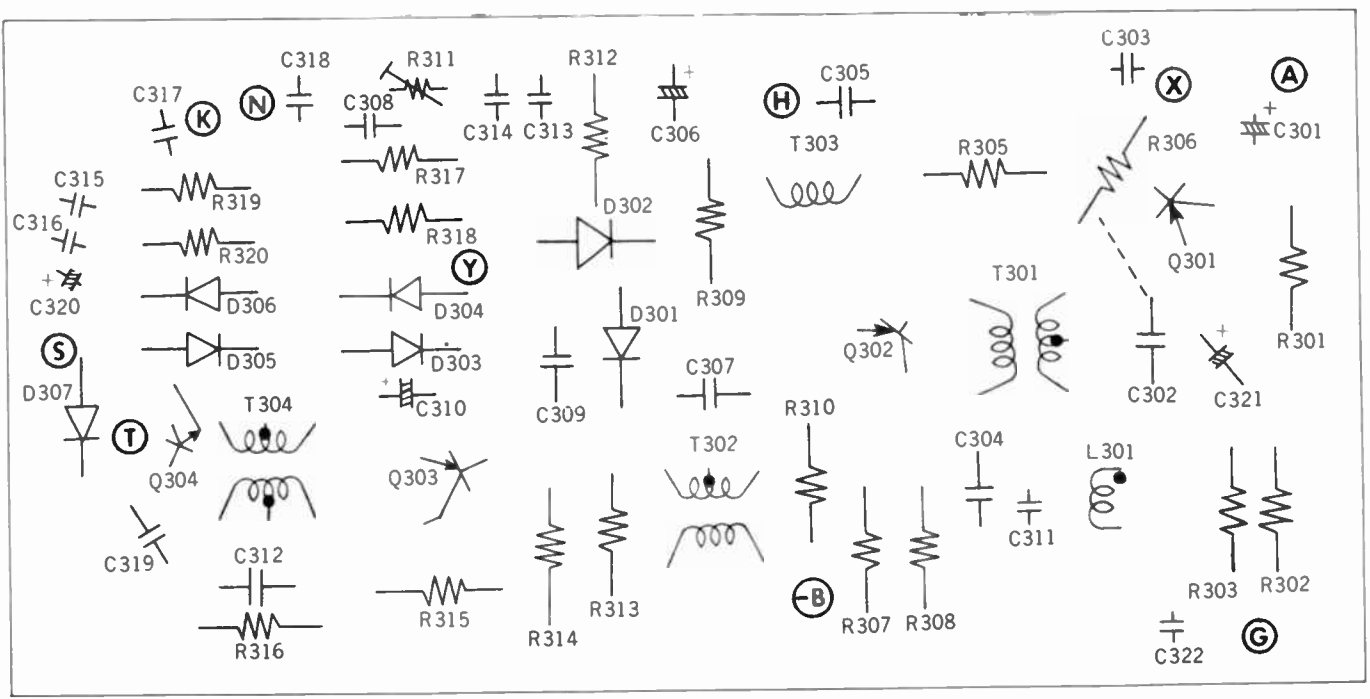 C303
C318
R312
R311
C305
A
X
C317
N
H
K
C308
+
+
C314
C313
C306
C301
T303
R306
R305
R317
C315
R319
D302
C316
R318
R320
Q301
Y
T301
+
C320
D306
D304
R309
D301
+
S
D305
D303
Q302
R301
C307
+
D307
T304
C310
C309
R310
C302
C321
T
T302
C304
L301
Q304
Q303
C319
C312
C311
R303
R302
-B
R315
R313
R307
R308
R314
G
R316
C322